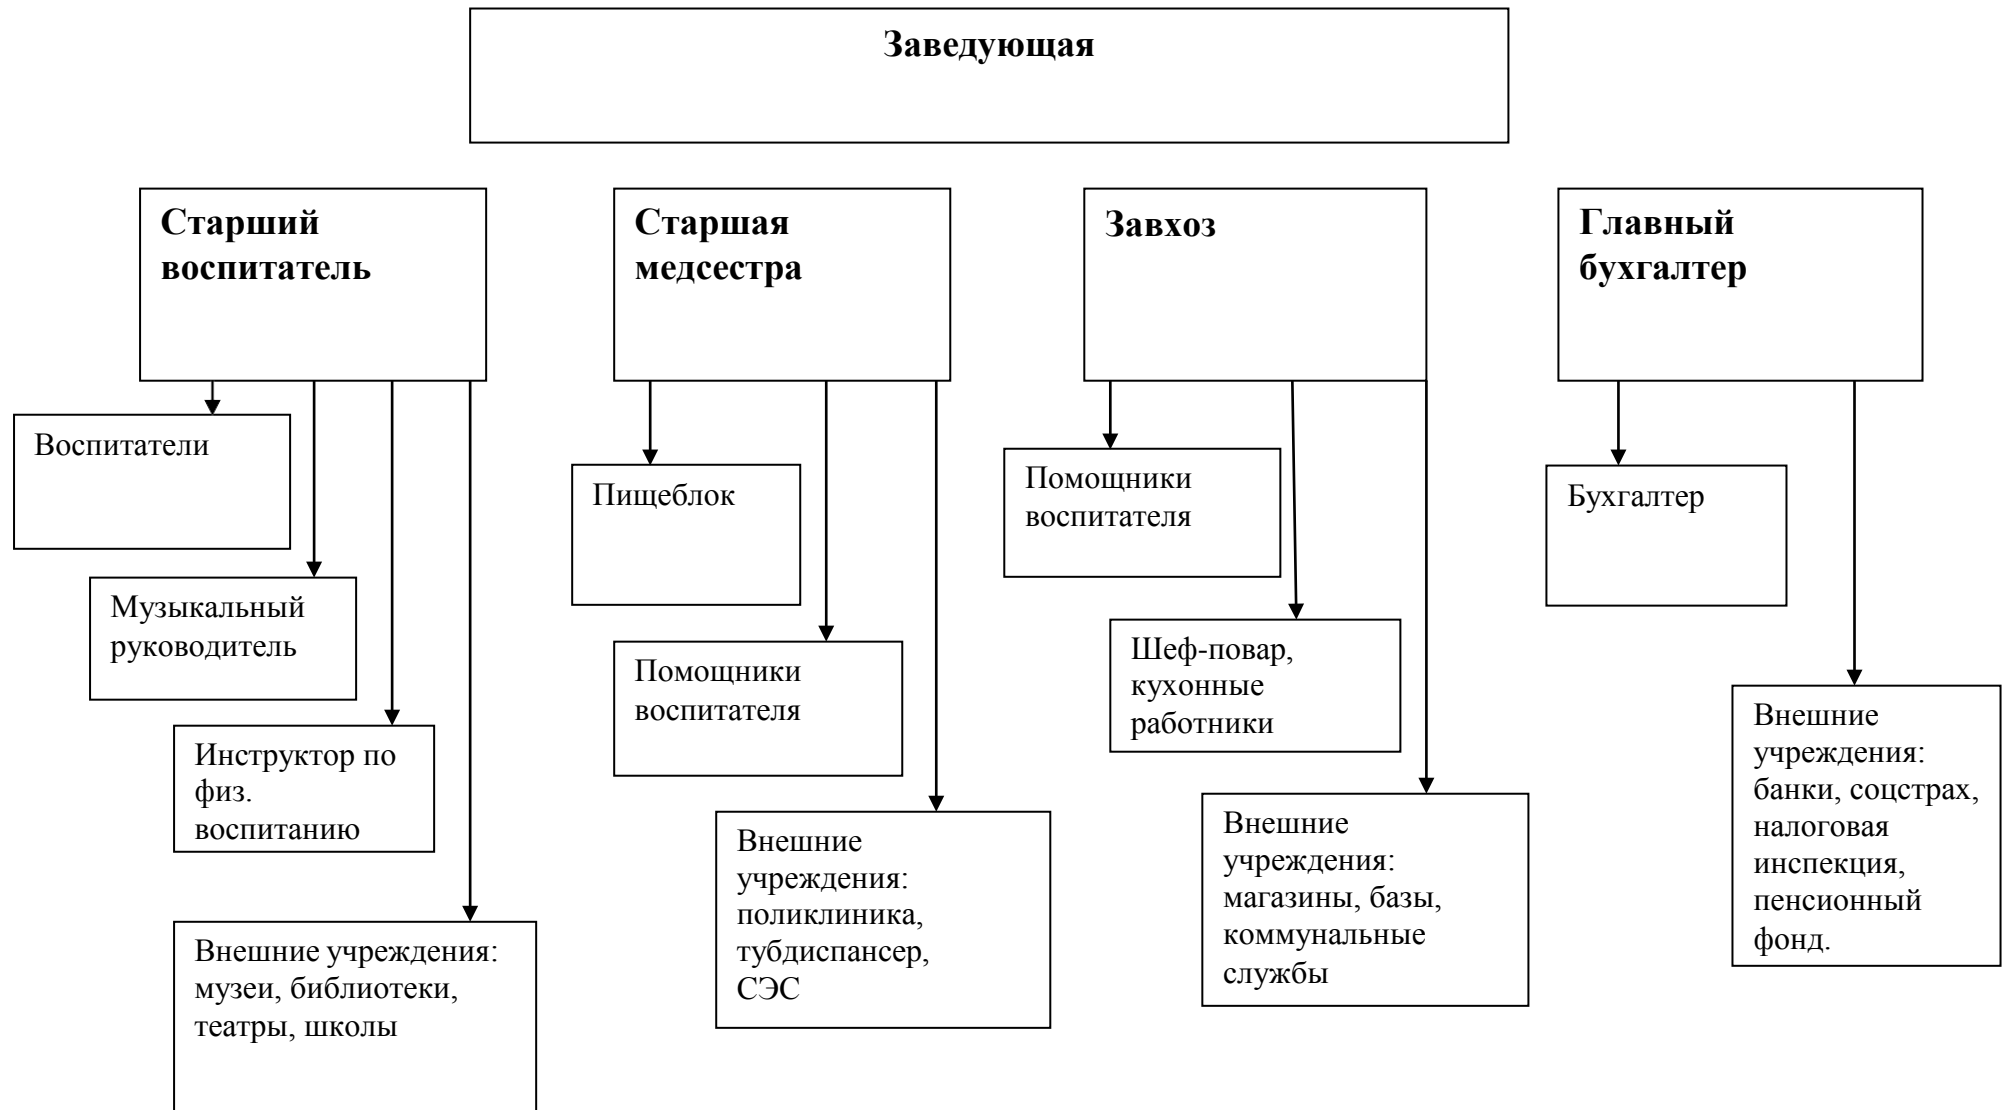 Заведующая
Старший
воспитатель
Старшая
медсестра
Завхоз
Главный
бухгалтер
Воспитатели
Музыкальный
руководитель
Инструктор по
физ.
воспитанию
Внешние учреждения:
музеи, библиотеки,
театры, школы
Пищеблок
Помощники
воспитателя
Внешние
учреждения:
поликлиника,
тубдиспансер,
СЭС
Помощники
воспитателя
Шеф-повар,
кухонные
работники
Внешние
учреждения:
магазины, базы,
коммунальные
службы
Бухгалтер
Внешние
учреждения:
банки, соцстрах,
налоговая
инспекция,
пенсионный
фонд.